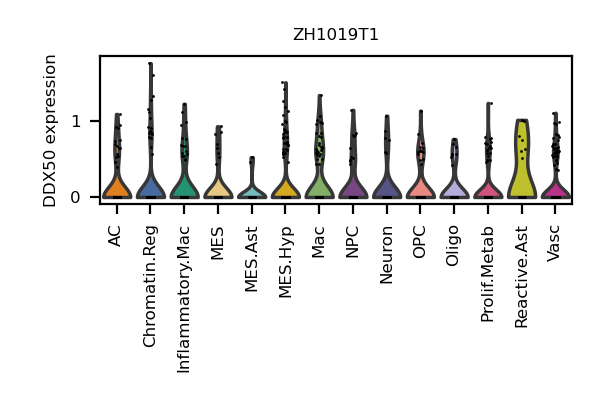 ZH1019T1
DDX50 expression
1
0
AC
Chromatin.Reg
Inflammatory.Mac
MES
MES.Ast
MES.Hyp
Mac
NPC
Neuron
OPC
Oligo
Prolif.Metab
Reactive.Ast
Vasc